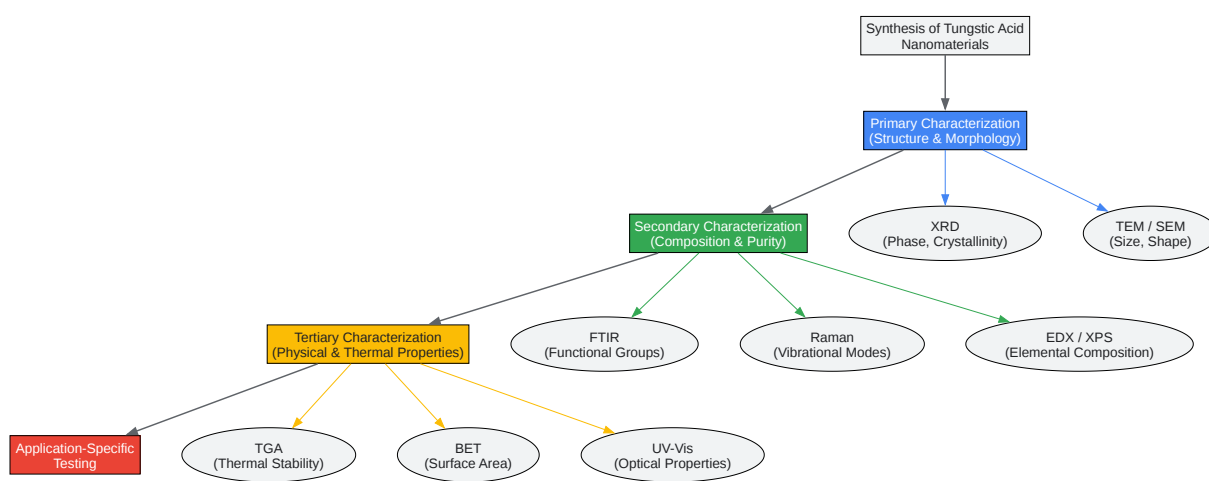 Synthesis of Tungstic Acid
Nanomaterials
Primary Characterization
(Structure & Morphology)
Secondary Characterization
(Composition & Purity)
XRD
(Phase, Crystallinity)
TEM / SEM
(Size, Shape)
Tertiary Characterization
(Physical & Thermal Properties)
FTIR
(Functional Groups)
Raman
(Vibrational Modes)
EDX / XPS
(Elemental Composition)
Application-Specific
Testing
TGA
(Thermal Stability)
BET
(Surface Area)
UV-Vis
(Optical Properties)